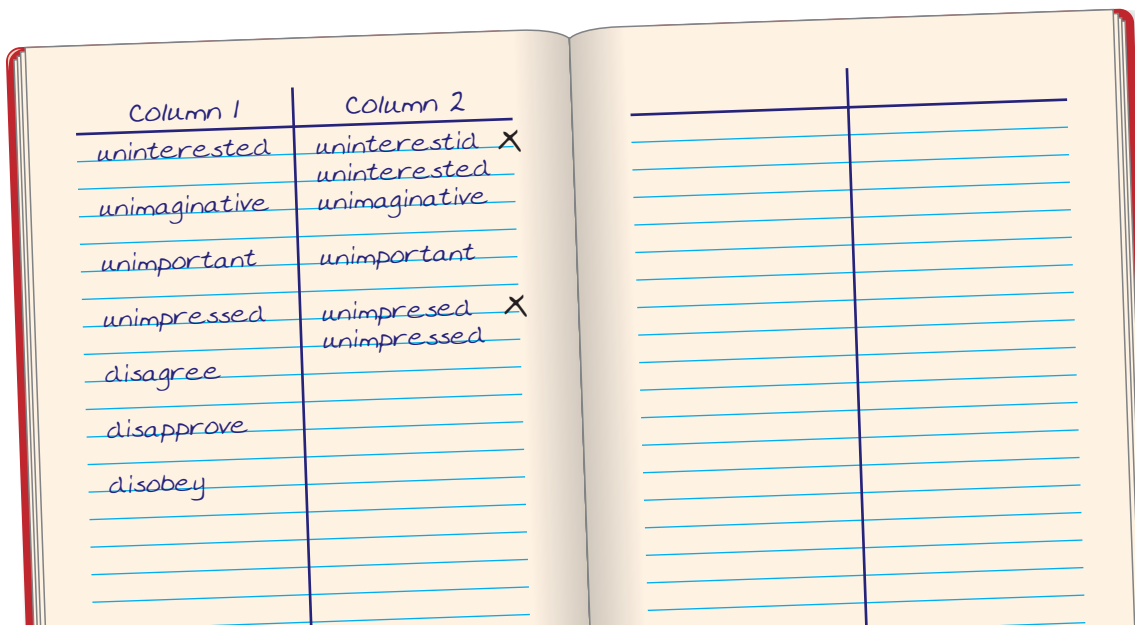 Column 1 Column 2
uninterested uninterestid X
uninterested
unimaginative unimaginative
unimportant unimportant
unimpressed unimpresed X
unimpressed
disagree
disapprove
disobey